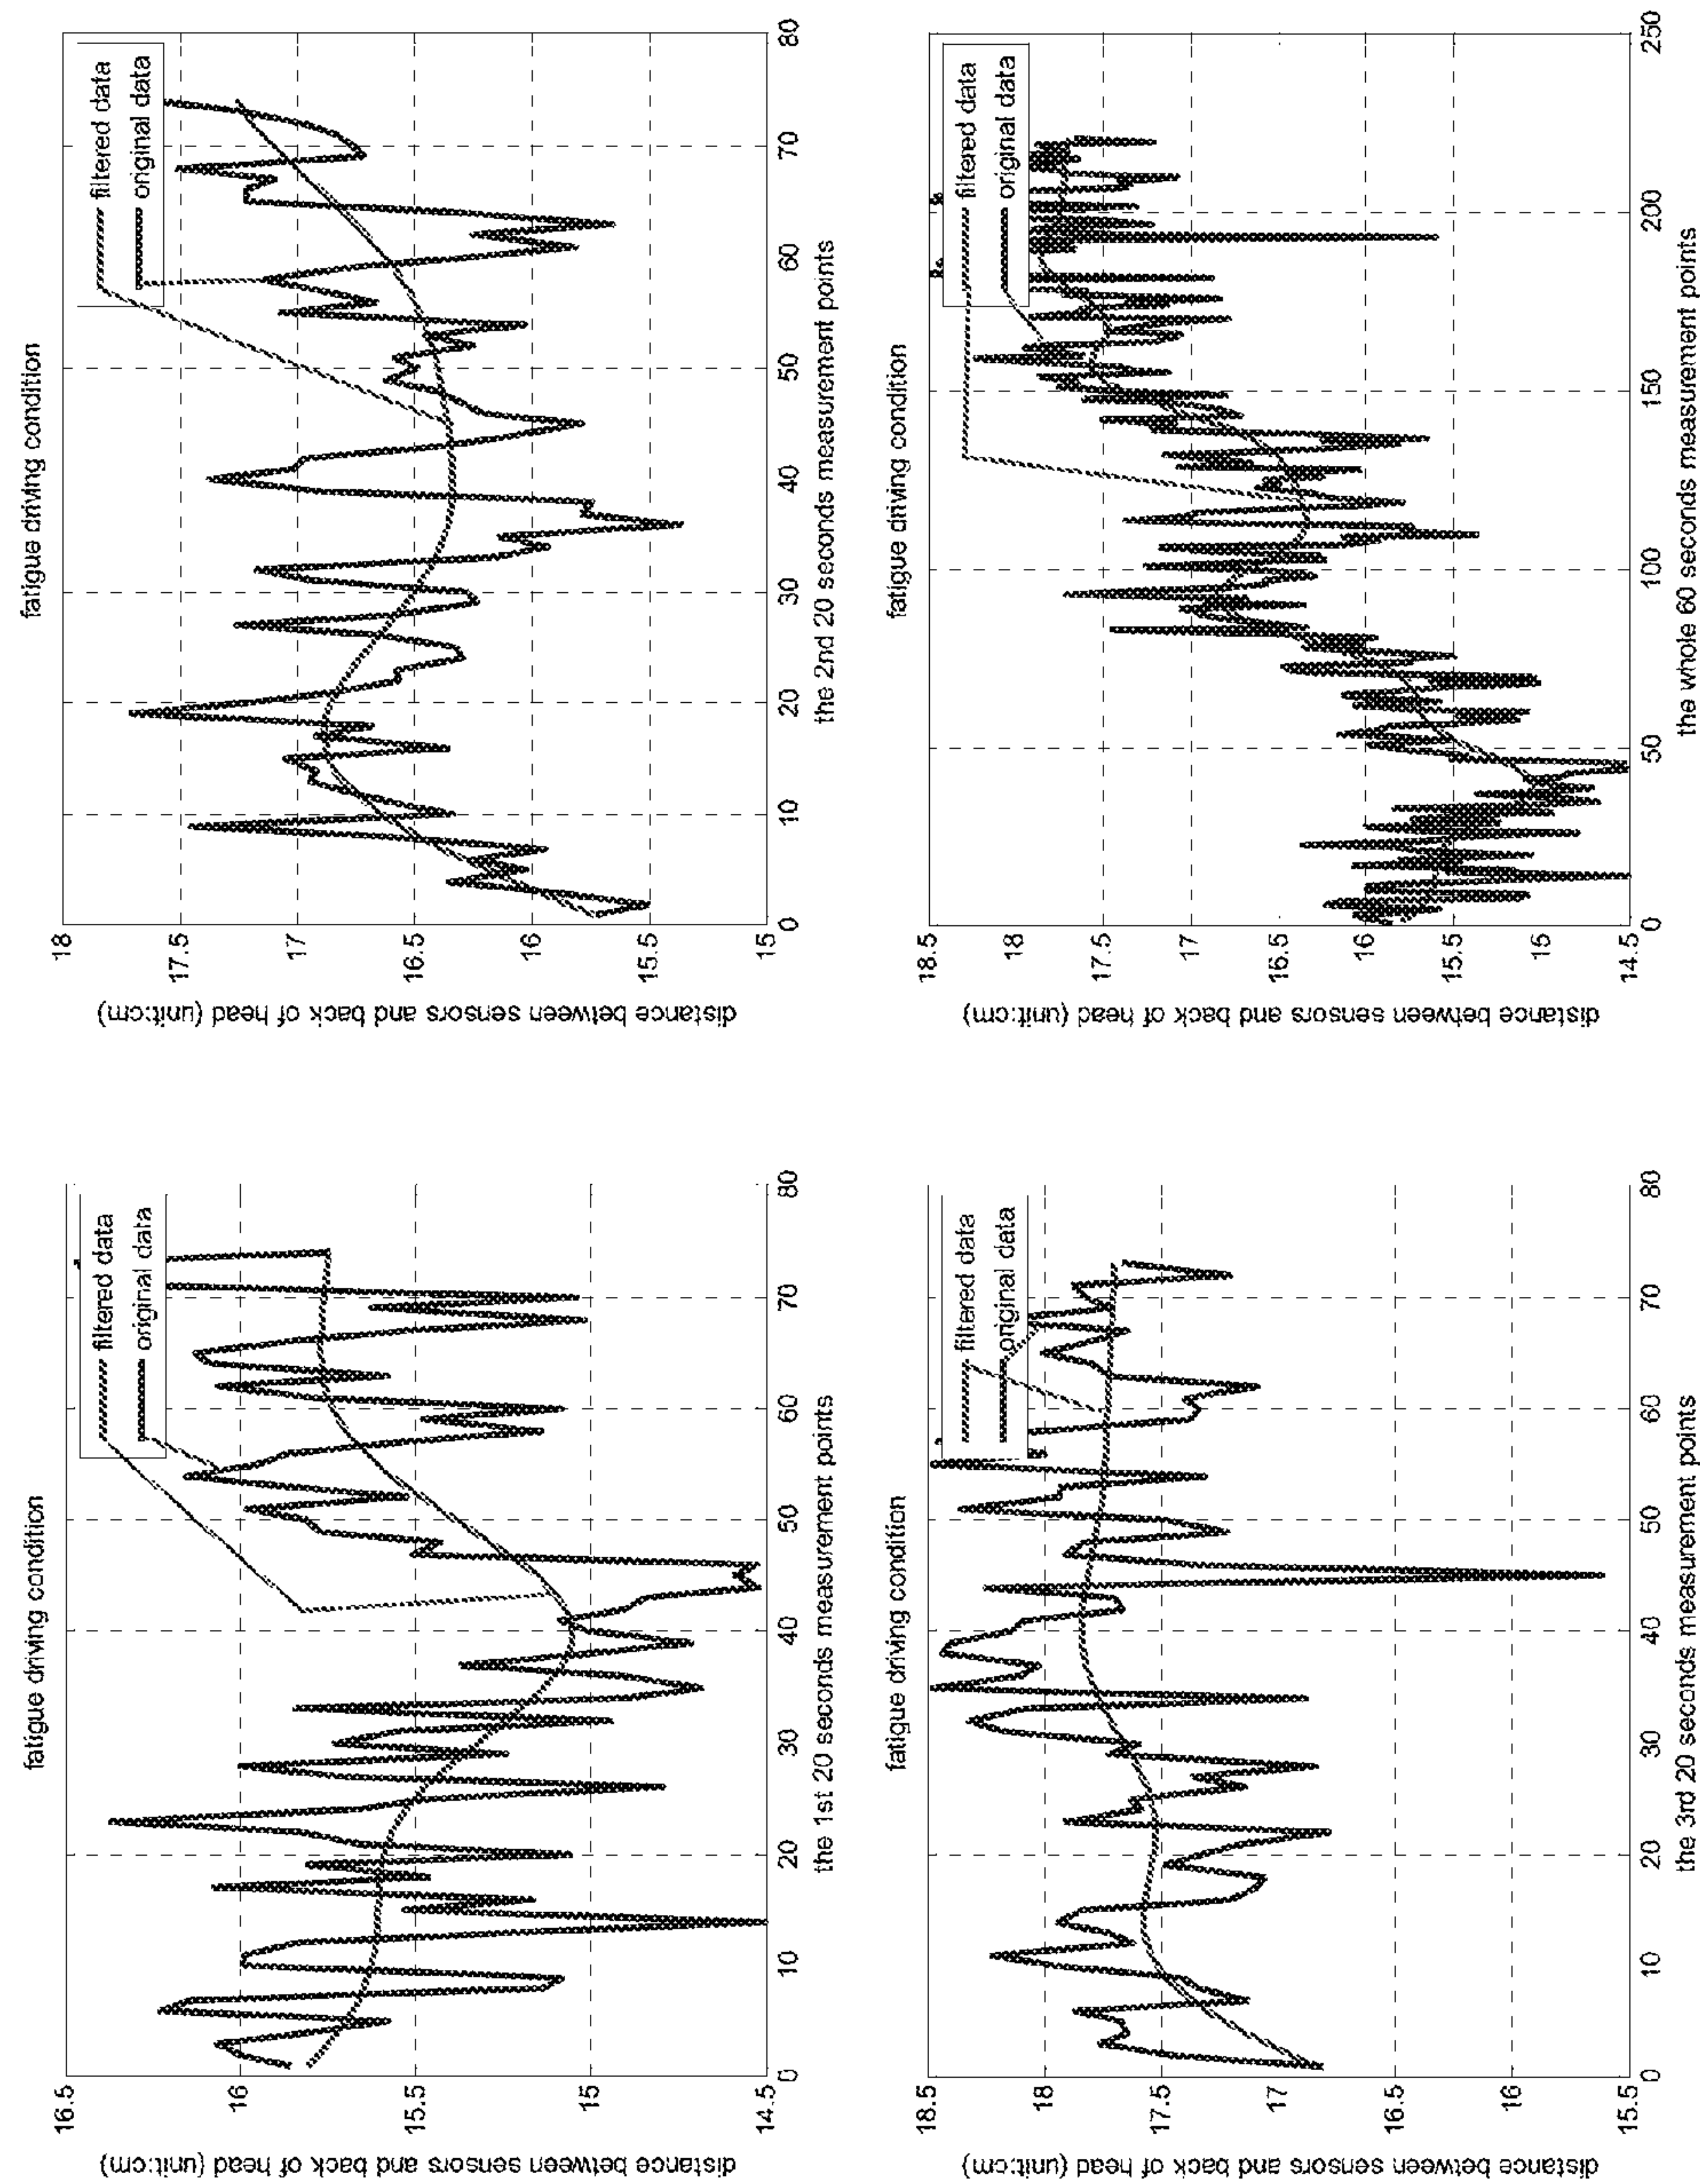 fatigue driving condition
distance between sensors and back of head (unit:cm)
16.5
16
15.5
15
14.5
filtered data
original data
0 10 20 30 40 50 60 70 80
the 1st 20 seconds measurement points
fatigue driving condition
distance between sensors and back of head (unit:cm)
18
17.5
17
16.5
16
15.5
15
filtered data
original data
0 10 20 30 40 50 60 70 80
the 2nd 20 seconds measurement points
fatigue driving condition
distance between sensors and back of head (unit:cm)
18.5
18
17.5
17
16.5
16
15.5
filtered data
original data
0 10 20 30 40 50 60 70 80
the 3rd 20 seconds measurement points
fatigue driving condition
distance between sensors and back of head (unit:cm)
18.5
18
17.5
17
16.5
16
15.5
15
14.5
filtered data
original data
0 50 100 150 200 250
the whole 60 seconds measurement points